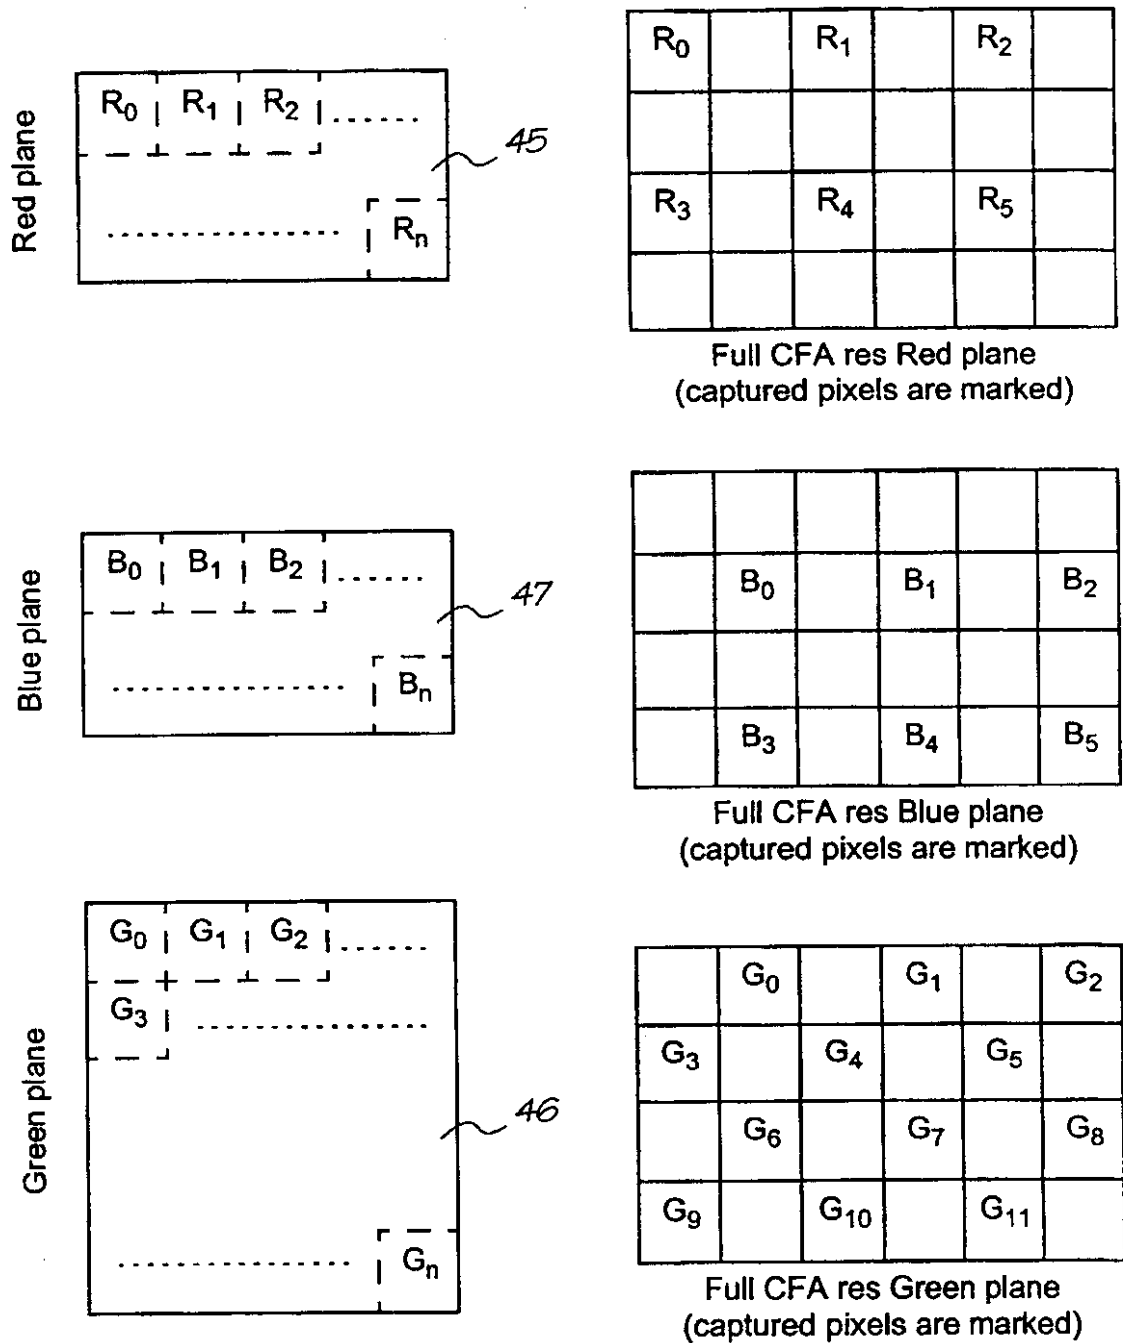 Red plane
R0 R1 R2 ..........
45
.......................... Rn
R0 R1 R2
R3 R4 R5
Full CFA res Red plane
(captured pixels are marked)
Blue plane
B0 B1 B2 ..........
47
.......................... Bn
B0 B1 B2
B3 B4 B5
Full CFA res Blue plane
(captured pixels are marked)
Green plane
G0 G1 G2 ..........
G3 ..........................
46
.......................... Gn
G0 G1 G2
G3 G4 G5
G6 G7 G8
G9 G10 G11
Full CFA res Green plane
(captured pixels are marked)